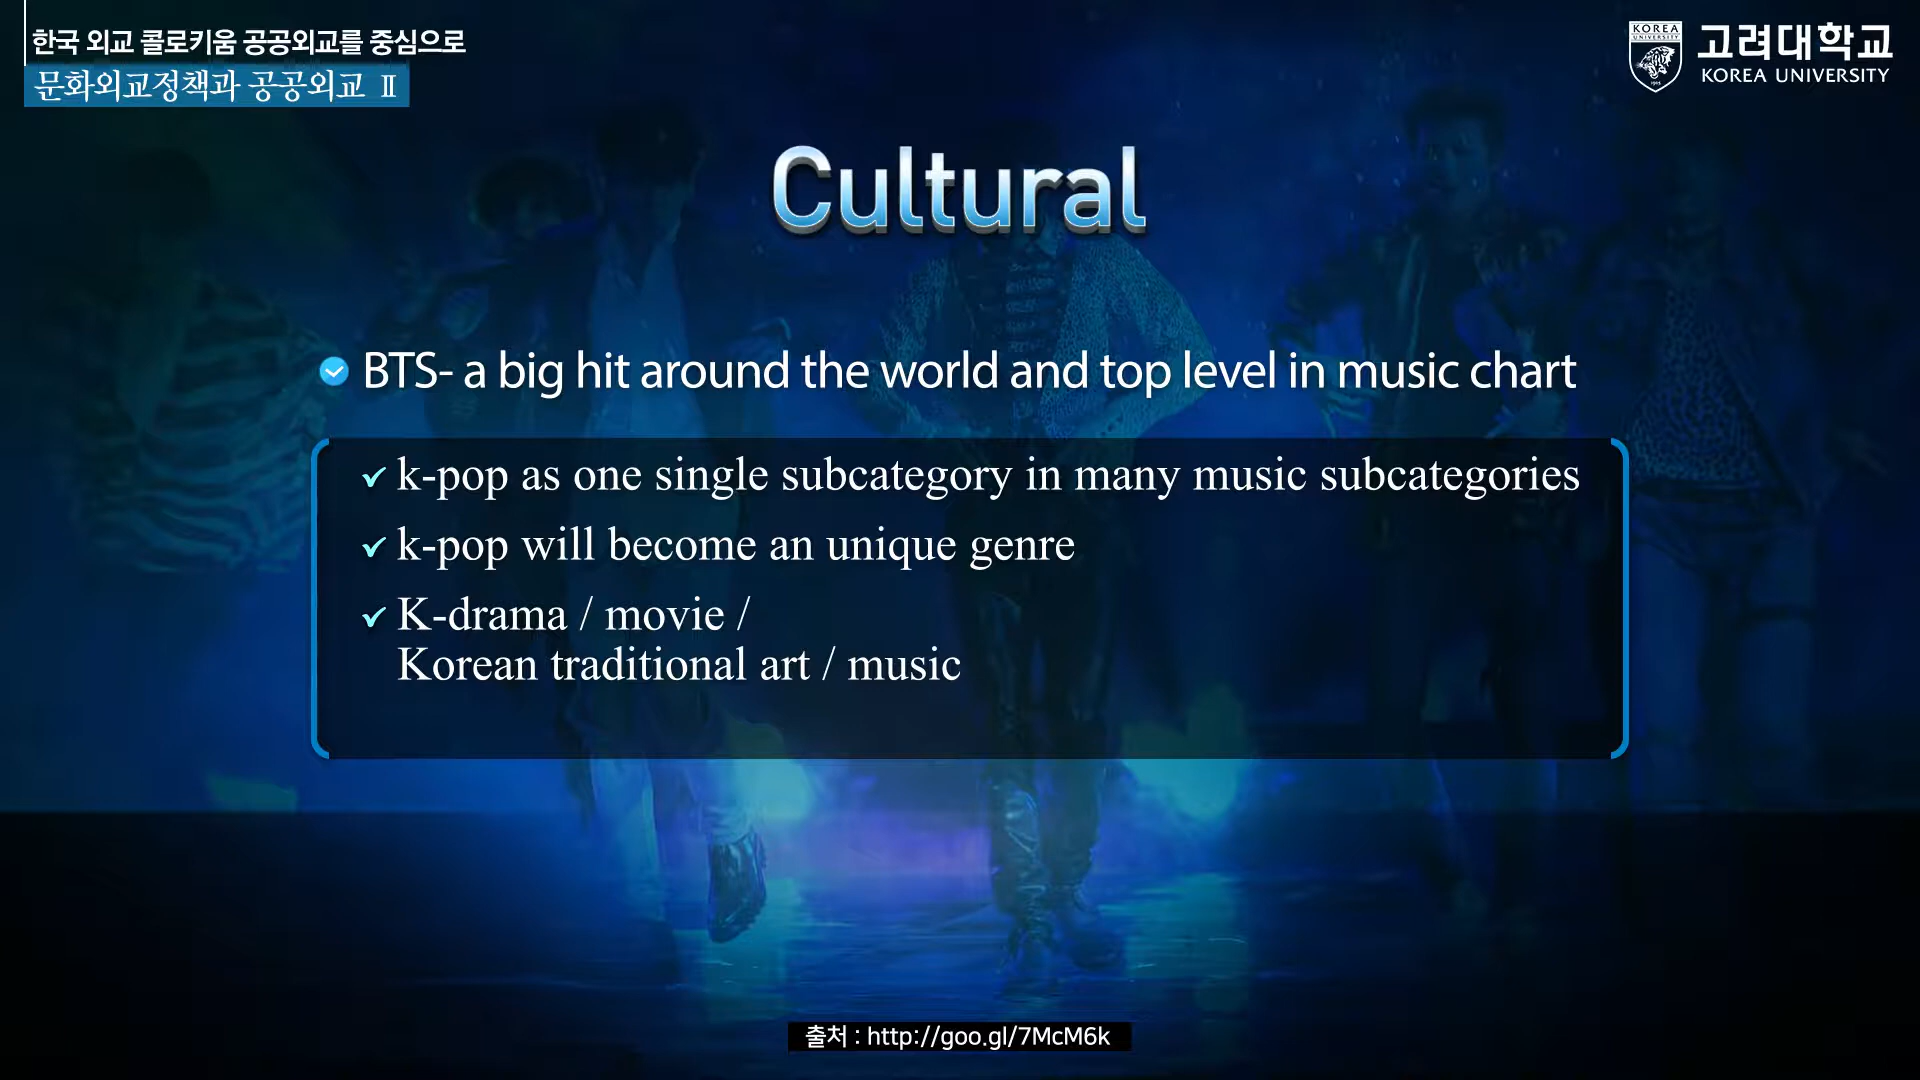 한국 외교 콜로키움 공공외교를 중심으로
문화외교정책과 공공외교 Ⅱ
KOREA
UNIVERSITY
1905
고려대학교
KOREA UNIVERSITY
Cultural
BTS- a big hit around the world and top level in music chart
k-pop as one single subcategory in many music subcategories
k-pop will become an unique genre
K-drama / movie /
Korean traditional art / music
출처 : http://goo.gl/7McM6k